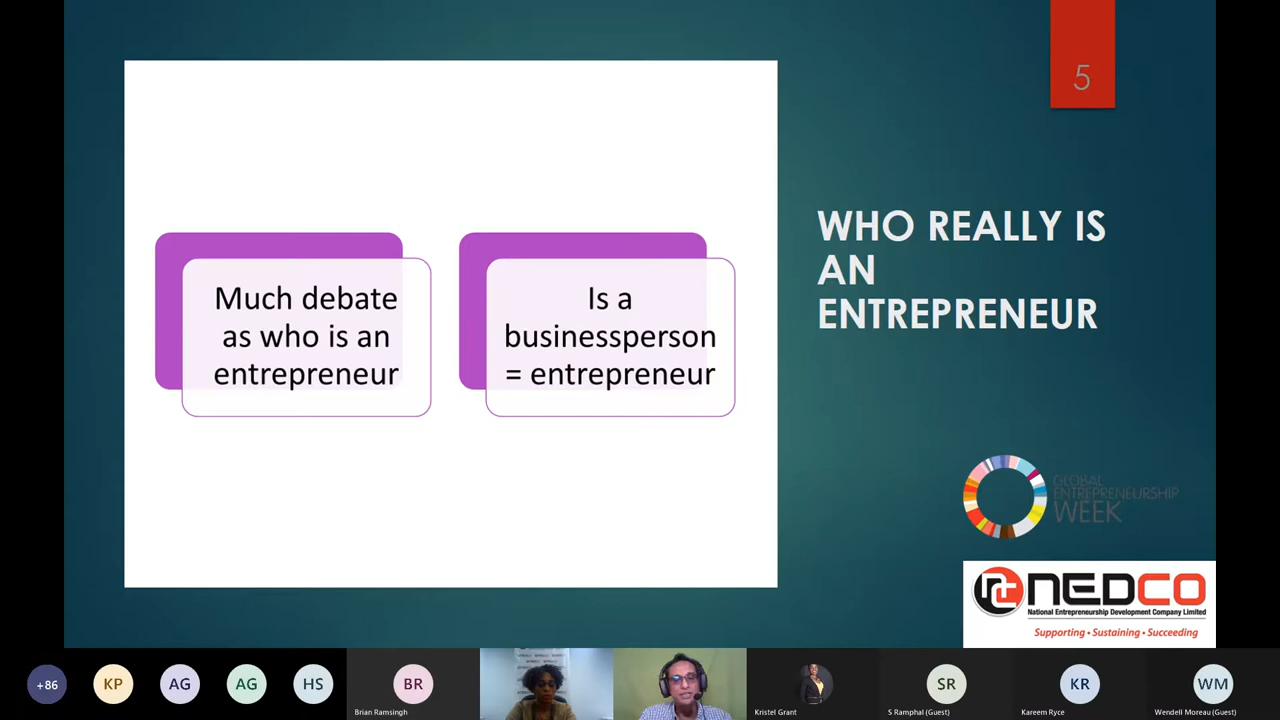 5
Much debate
as who is an
entrepreneur
Is a
businessperson
= entrepreneur
WHO REALLY IS
AN
ENTREPRENEUR
GLOBAL
ENTREPRENEURSHIP
WEEK
NEDCO
National Entrepreneurship Development Company Limited
Supporting • Sustaining • Succeeding
+86
KP
AG
AG
HS
BR
Brian Ramsingh
Kristel Grant
SR
S Ramphal (Guest)
KR
Kareem Ryce
WM
Wendell Moreau (Guest)